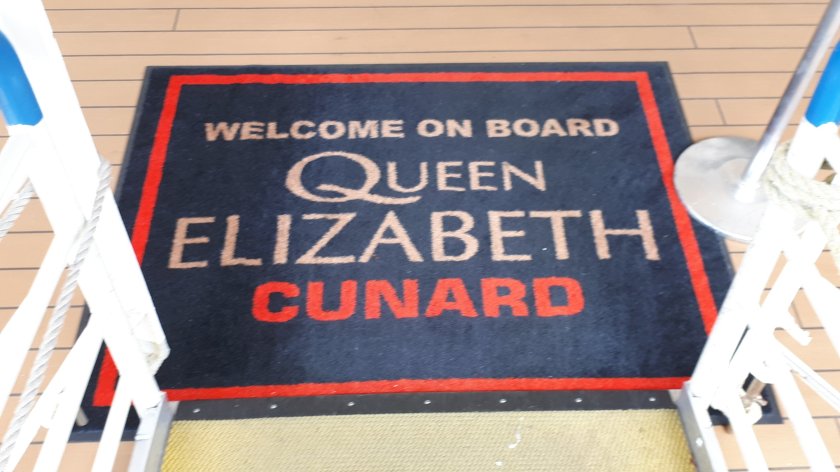 WELCOME ON BOARD
QUEEN
ELIZABETH
CUNARD